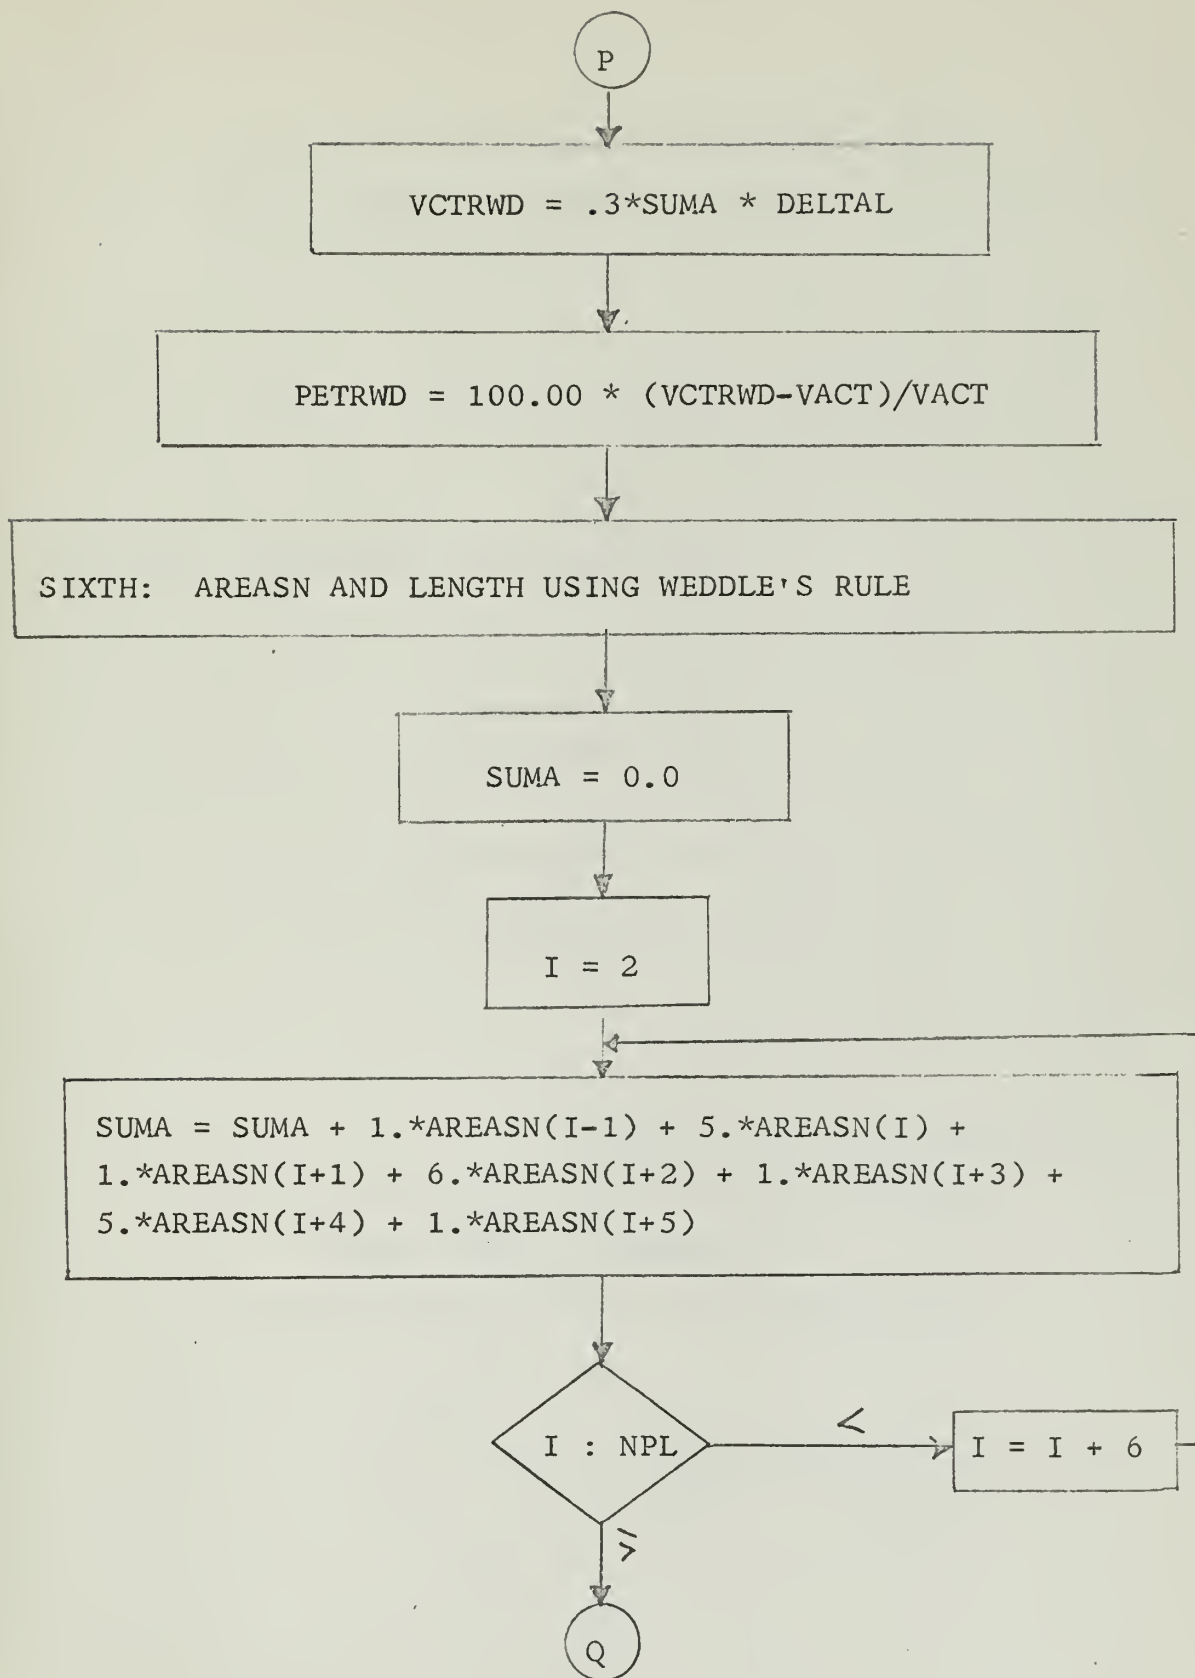 P
VCTRWD = .3*SUMA * DELTAL
PETRWD = 100.00 * (VCTRWD-VACT)/VACT
SIXTH: AREASN AND LENGTH USING WEDDLE'S RULE
SUMA = 0.0
I = 2
SUMA = SUMA + 1.*AREASN(I-1) + 5.*AREASN(I) +
1.*AREASN(I+1) + 6.*AREASN(I+2) + 1.*AREASN(I+3) +
5.*AREASN(I+4) + 1.*AREASN(I+5)
I : NPL
<
I = I + 6
≥
Q